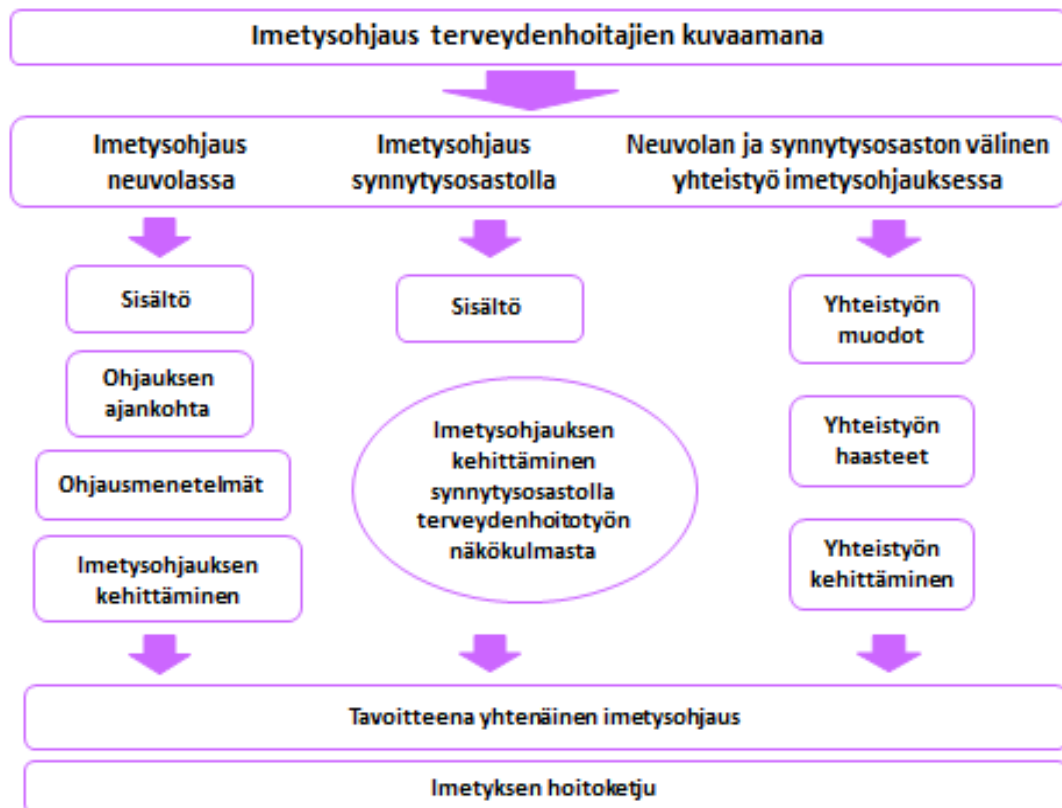 Imetysohjaus terveydenhoitajien kuvaamana
Imetysohjaus
neuvolassa
Imetysohjaus
synnytysosastolla
Neuvolan ja synnytysosaston välinen
yhteistyö imetysohjauksessa
Sisältö
Ohjauksen
ajankohta
Ohjausmenetelmät
Imetysohjauksen
kehittäminen
Sisältö
Imetysohjauksen
kehittäminen
synnytysosastolla
terveydenhoitotyön
näkökulmasta
Yhteistyön
muodot
Yhteistyön
haasteet
Yhteistyön
kehittäminen
Tavoitteena yhtenäinen imetysohjaus
Imetyksen hoitoketju